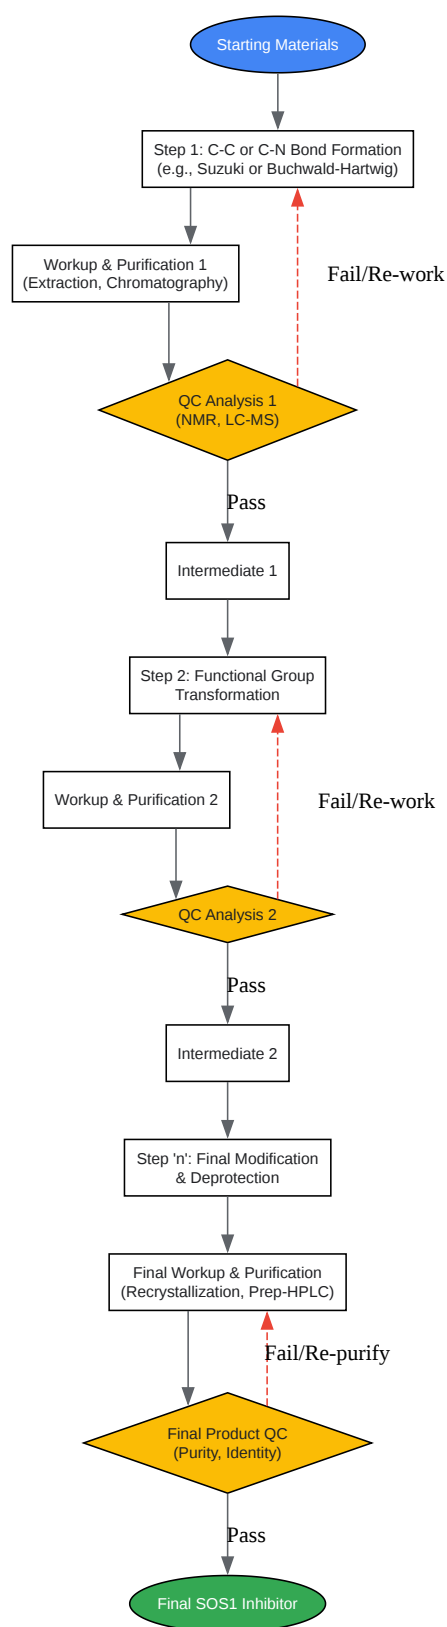 Starting Materials
Step 1: C-C or C-N Bond Formation
(e.g., Suzuki or Buchwald-Hartwig)
Workup & Purification 1
(Extraction, Chromatography)
Fail/Re-work
QC Analysis 1
(NMR, LC-MS)
Pass
Intermediate 1
Step 2: Functional Group
Transformation
Workup & Purification 2
Fail/Re-work
QC Analysis 2
Pass
Intermediate 2
Step 'n': Final Modification
& Deprotection
Final Workup & Purification
(Recrystallization, Prep-HPLC)
Fail/Re-purify
Final Product QC
(Purity, Identity)
Pass
Final SOS1 Inhibitor